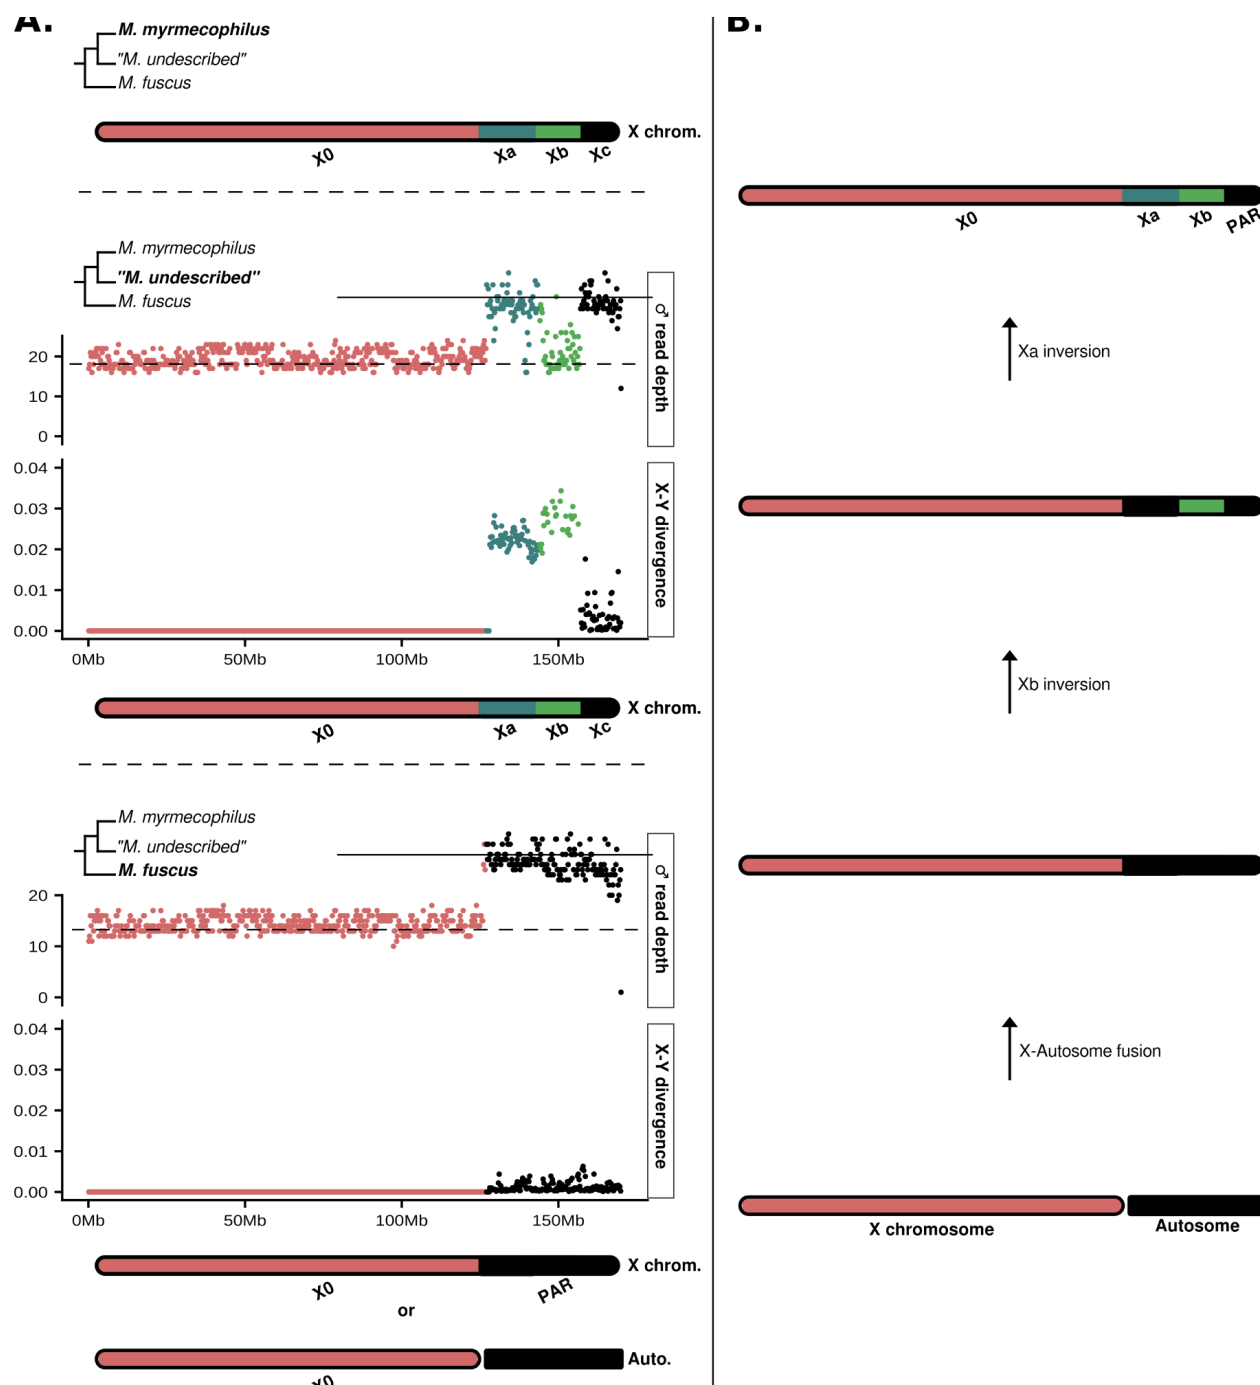 A.
M. myrmecophilus
"M. undescribed"
M. fuscus
X chrom.
X0 Xa Xb Xc
M. myrmecophilus
"M. undescribed"
M. fuscus
20
10
0
♂ read depth
0.04
0.03
0.02
0.01
0.00
X-Y divergence
0Mb 50Mb 100Mb 150Mb
X chrom.
X0 Xa Xb Xc
M. myrmecophilus
"M. undescribed"
M. fuscus
20
10
0
♂ read depth
0.04
0.03
0.02
0.01
0.00
X-Y divergence
0Mb 50Mb 100Mb 150Mb
X chrom.
X0 PAR
or
Auto.
X0
B.
X0 Xa Xb PAR
Xa inversion
Xb inversion
X-Autosome fusion
X chromosome Autosome